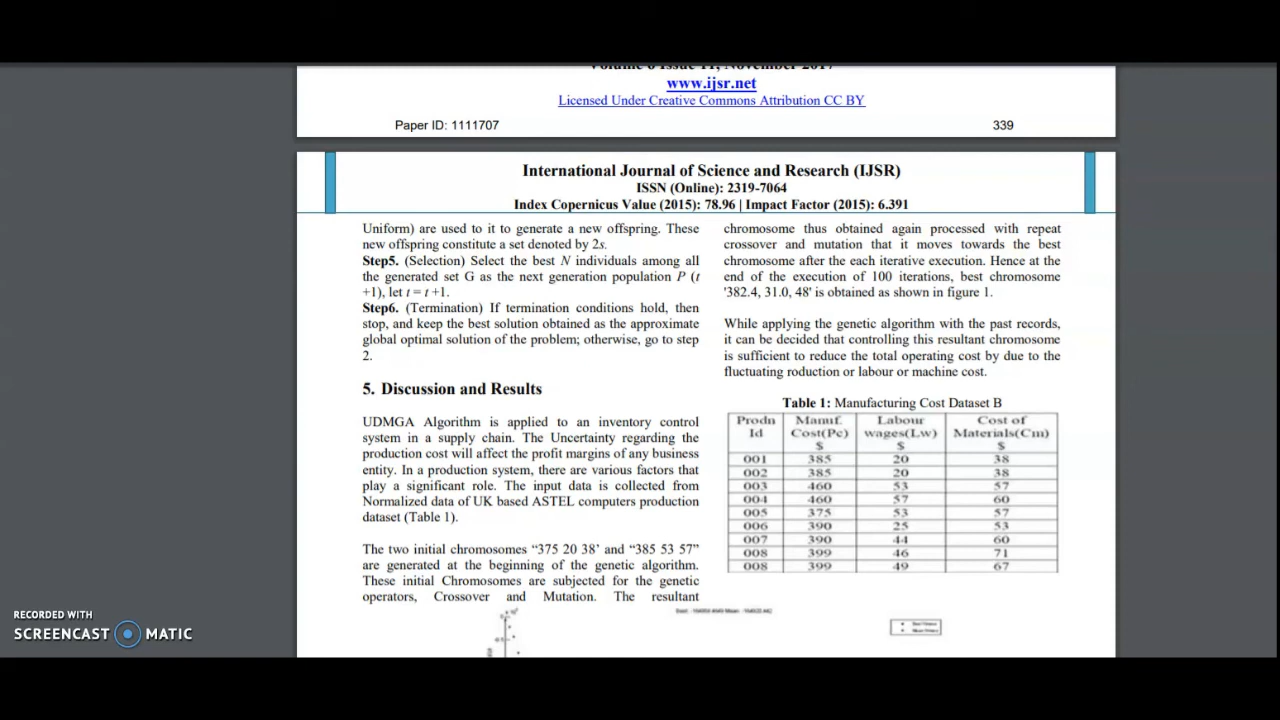 www.ijsr.net
Licensed Under Creative Commons Attribution CC BY
Paper ID: 1111707
339
International Journal of Science and Research (IJSR)
ISSN (Online): 2319-7064
Index Copernicus Value (2015): 78.96 | Impact Factor (2015): 6.391
Uniform) are used to it to generate a new offspring. These
new offspring constitute a set denoted by 2s.
Step5. (Selection) Select the best N individuals among all
the generated set G as the next generation population P (t
+1), let t = t +1.
Step6. (Termination) If termination conditions hold, then
stop, and keep the best solution obtained as the approximate
global optimal solution of the problem; otherwise, go to step
2.
5. Discussion and Results
UDMGA Algorithm is applied to an inventory control
system in a supply chain. The Uncertainty regarding the
production cost will affect the profit margins of any business
entity. In a production system, there are various factors that
play a significant role. The input data is collected from
Normalized data of UK based ASTEL computers production
dataset (Table 1).
The two initial chromosomes “375 20 38’ and “385 53 57”
are generated at the beginning of the genetic algorithm.
These initial Chromosomes are subjected for the genetic
operators, Crossover and Mutation. The resultant
chromosome thus obtained again processed with repeat
crossover and mutation that it moves towards the best
chromosome after the each iterative execution. Hence at the
end of the execution of 100 iterations, best chromosome
'382.4, 31.0, 48' is obtained as shown in figure 1.
While applying the genetic algorithm with the past records,
it can be decided that controlling this resultant chromosome
is sufficient to reduce the total operating cost by due to the
fluctuating roduction or labour or machine cost.
Table 1: Manufacturing Cost Dataset B
Prodn Id Manuf. Cost(Pc) $ Labour wages(Lw) $ Cost of Materials(Cm) $
001 385 20 38
002 385 20 38
003 460 53 57
004 460 57 60
005 375 53 57
006 390 25 53
007 390 44 60
008 399 46 71
008 399 49 67
RECORDED WITH
SCREENCAST MATIC